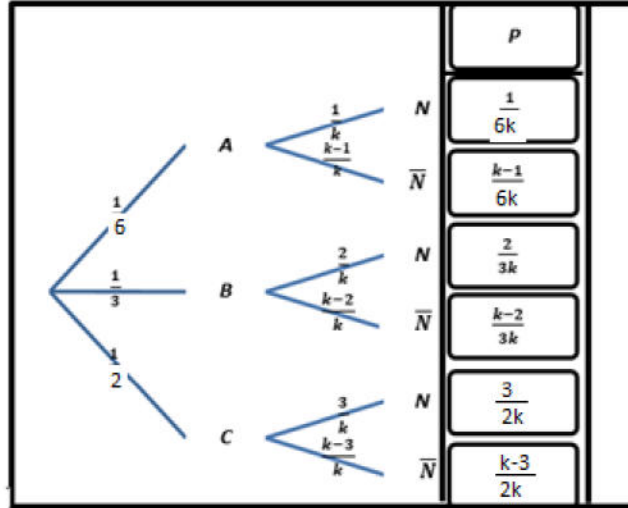 P
1/k N 1/6k
A
k-1/k N̅ k-1/6k
1/6
2/k N 2/3k
1/3 B
k-2/k N̅ k-2/3k
1/2
3/k N 3/2k
C
k-3/k N̅ k-3/2k